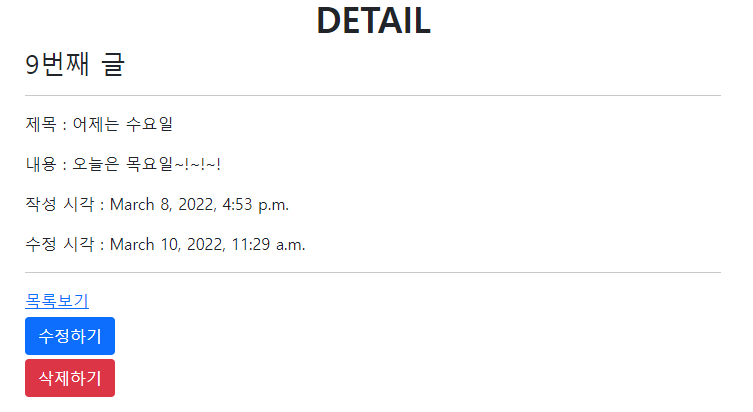 DETAIL
9번째 글
제목 : 어제는 수요일
내용 : 오늘은 목요일~!~!~!
작성 시각 : March 8, 2022, 4:53 p.m.
수정 시각 : March 10, 2022, 11:29 a.m.
목록보기
수정하기
삭제하기